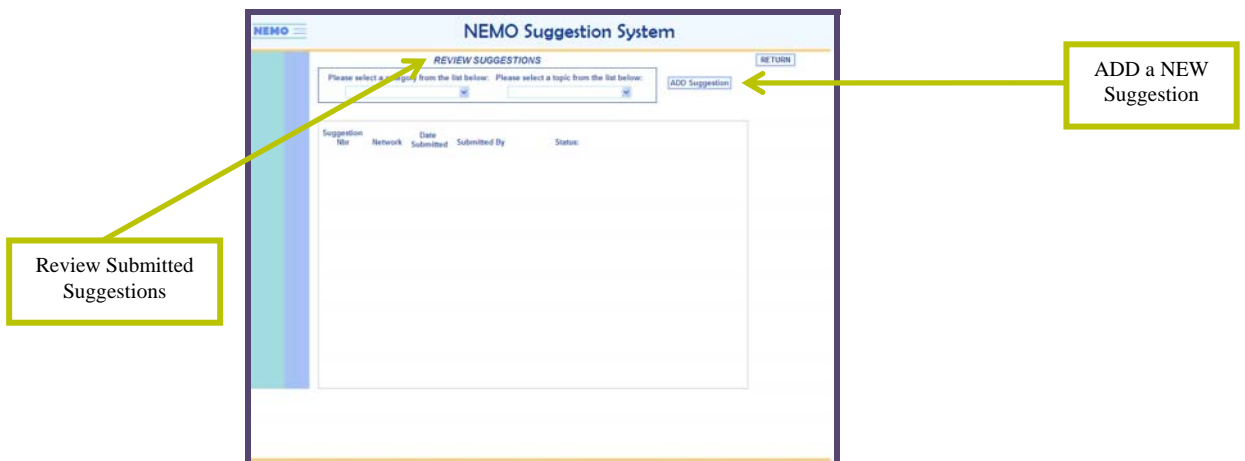 NEMO
NEMO Suggestion System
REVIEW SUGGESTIONS
RETURN
Please select a category from the list below: Please select a topic from the list below:
ADD Suggestion
ADD a NEW
Suggestion
Suggestion
Nbr
Network
Date
Submitted
Submitted By
Status:
Review Submitted
Suggestions